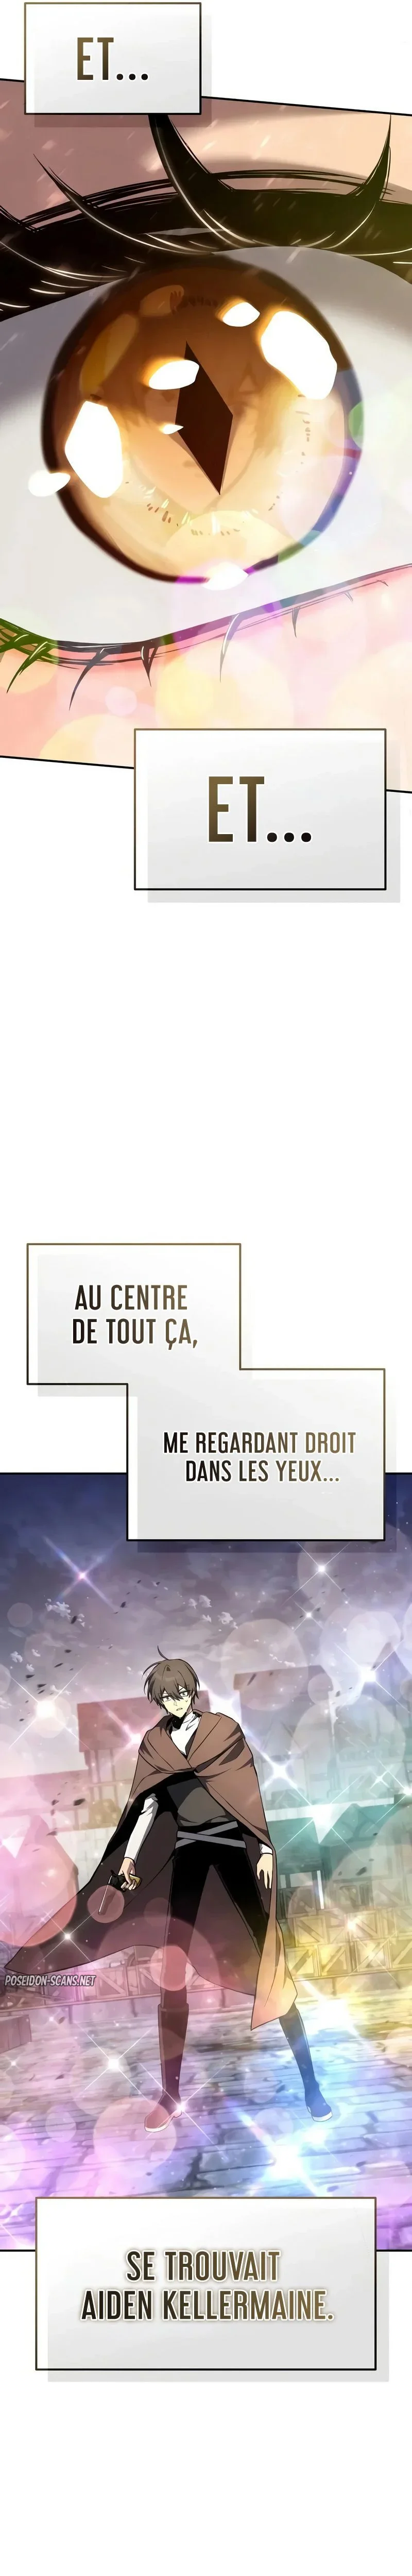 ET...
ET...
AU CENTRE
DE TOUT ÇA,
ME REGARDANT DROIT
DANS LES YEUX...
POSEIDON-SCANS.NET
SE TROUVAIT
AIDEN KELLERMAINE.